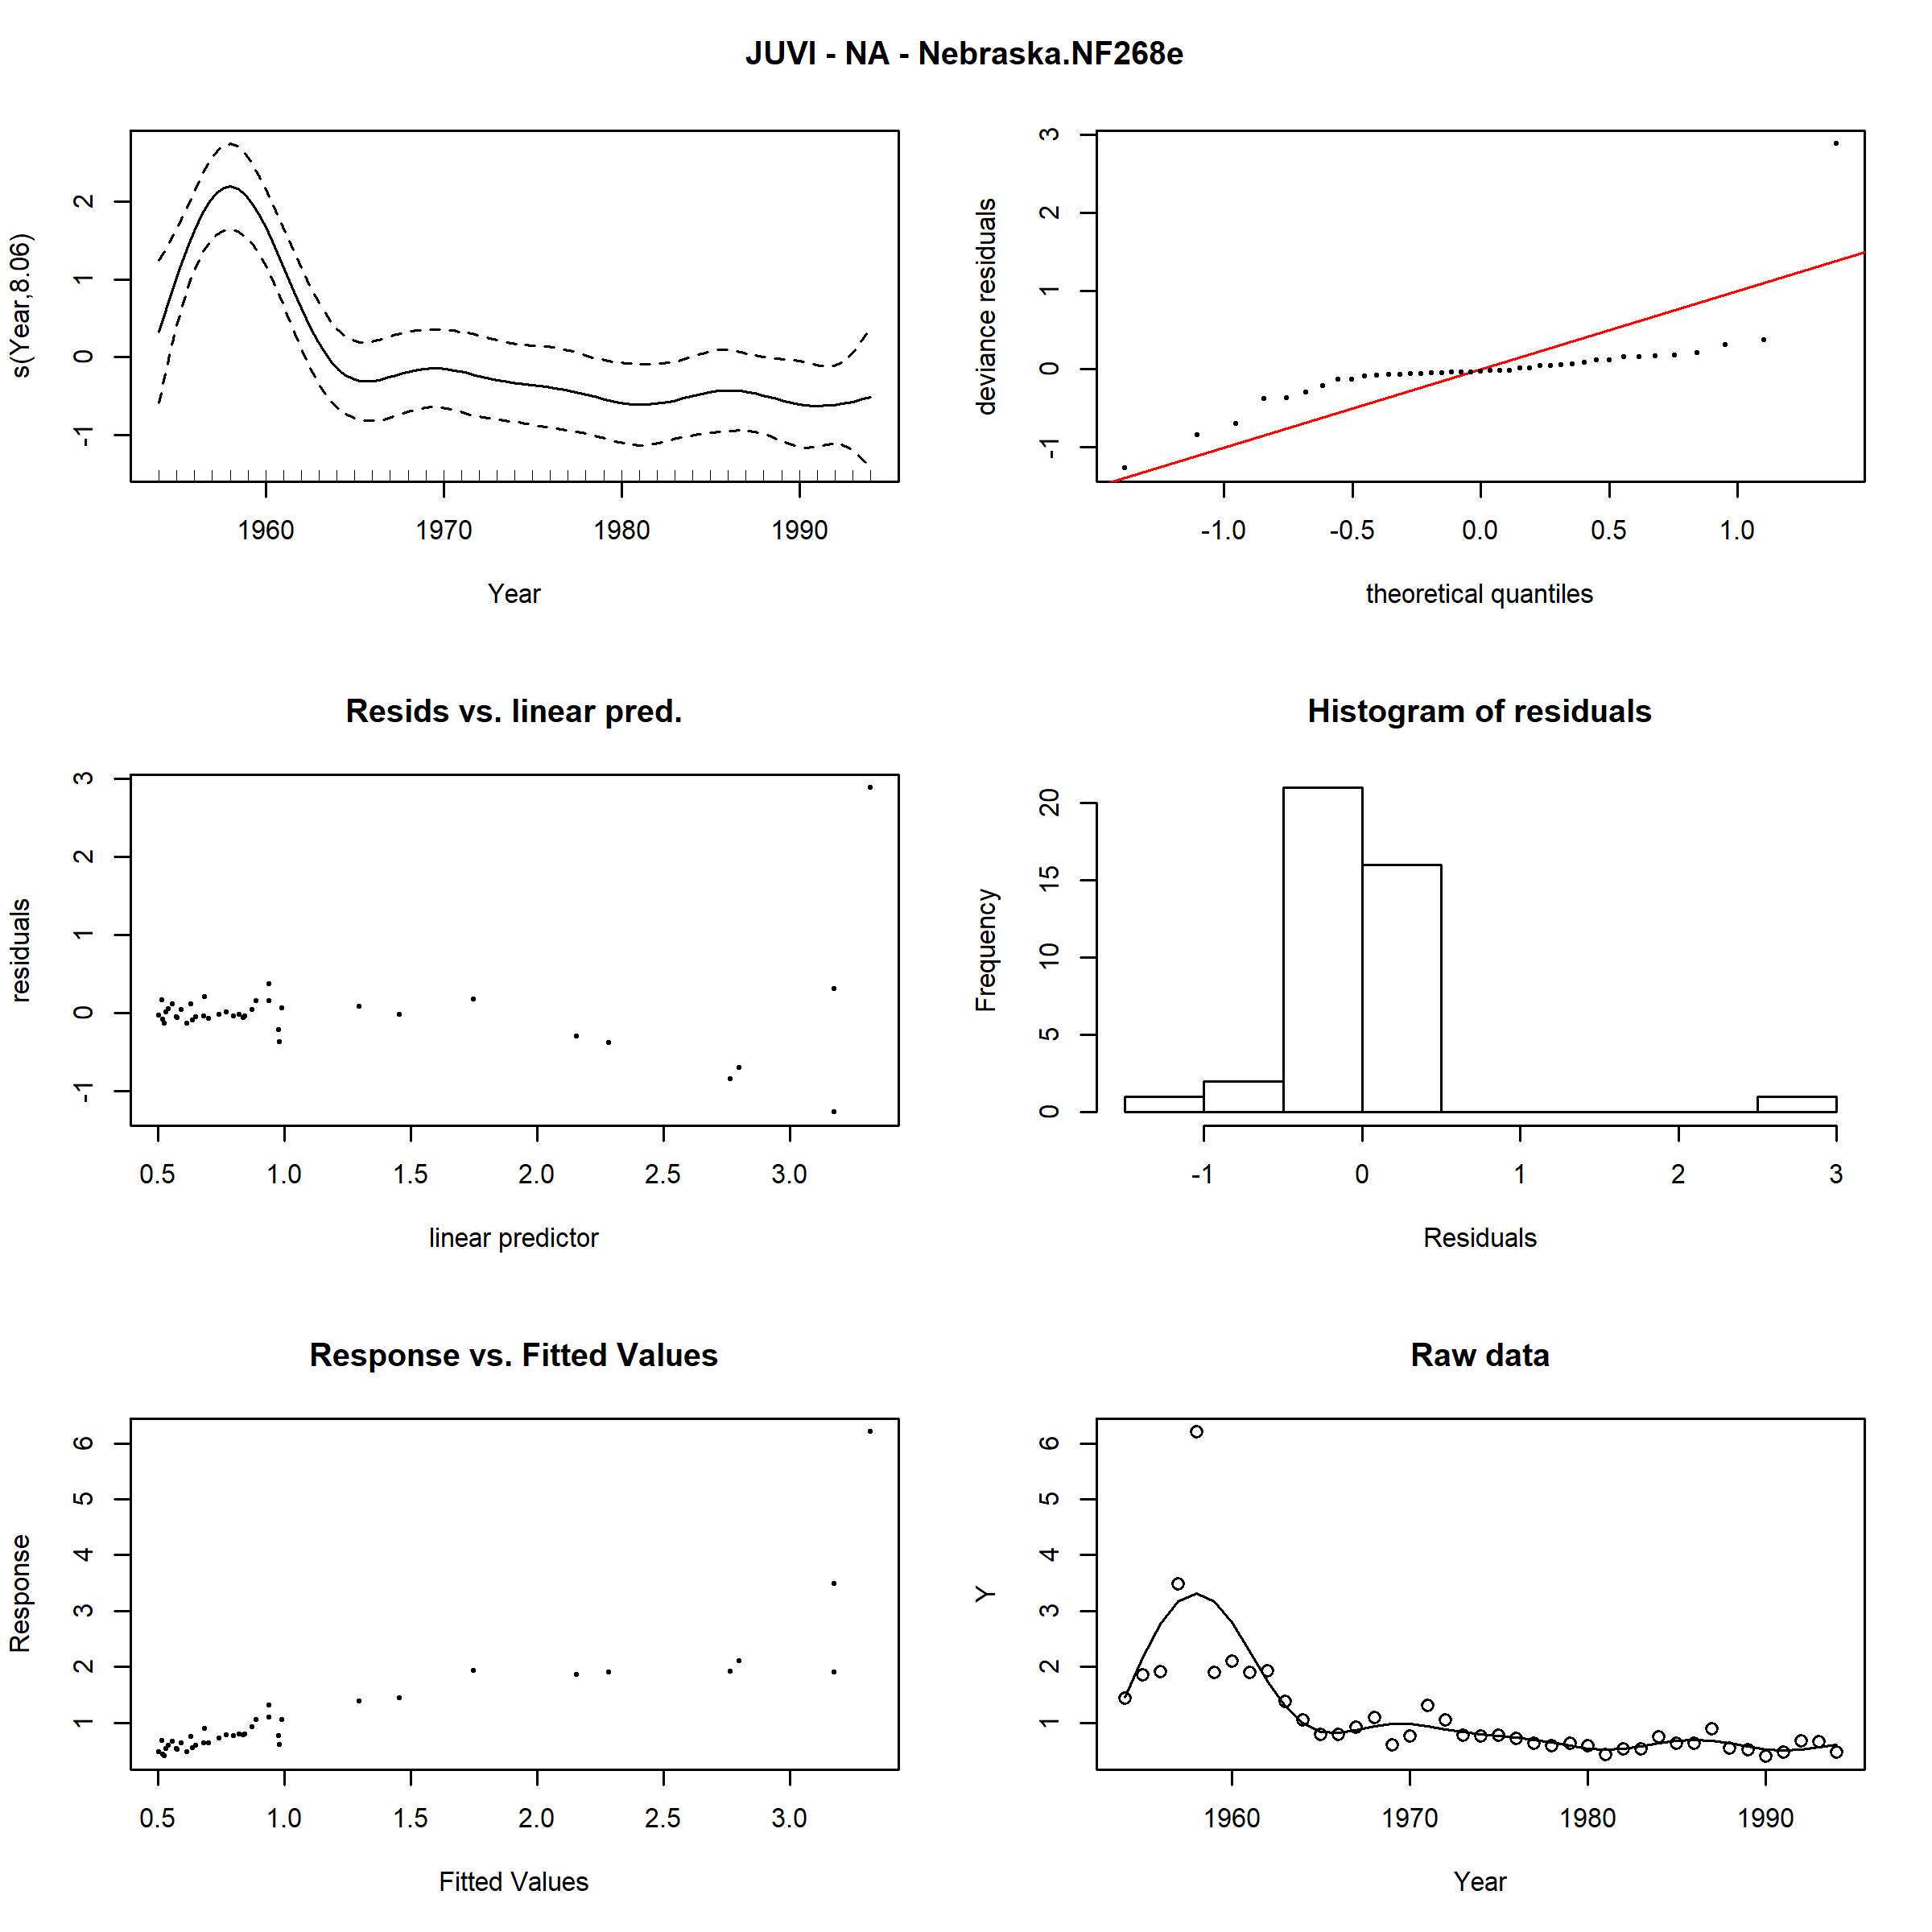 JUVI - NA - Nebraska.NF268e
s(Year,8.06)
2
1
0
-1
1960 1970 1980 1990
Year
deviance residuals
3
2
1
0
-1
-1.0 -0.5 0.0 0.5 1.0
theoretical quantiles
Resids vs. linear pred.
residuals
3
2
1
0
-1
0.5 1.0 1.5 2.0 2.5 3.0
linear predictor
Histogram of residuals
Frequency
20
15
10
5
0
-1 0 1 2 3
Residuals
Response vs. Fitted Values
Response
6
5
4
3
2
1
0.5 1.0 1.5 2.0 2.5 3.0
Fitted Values
Raw data
Y
6
5
4
3
2
1
1960 1970 1980 1990
Year